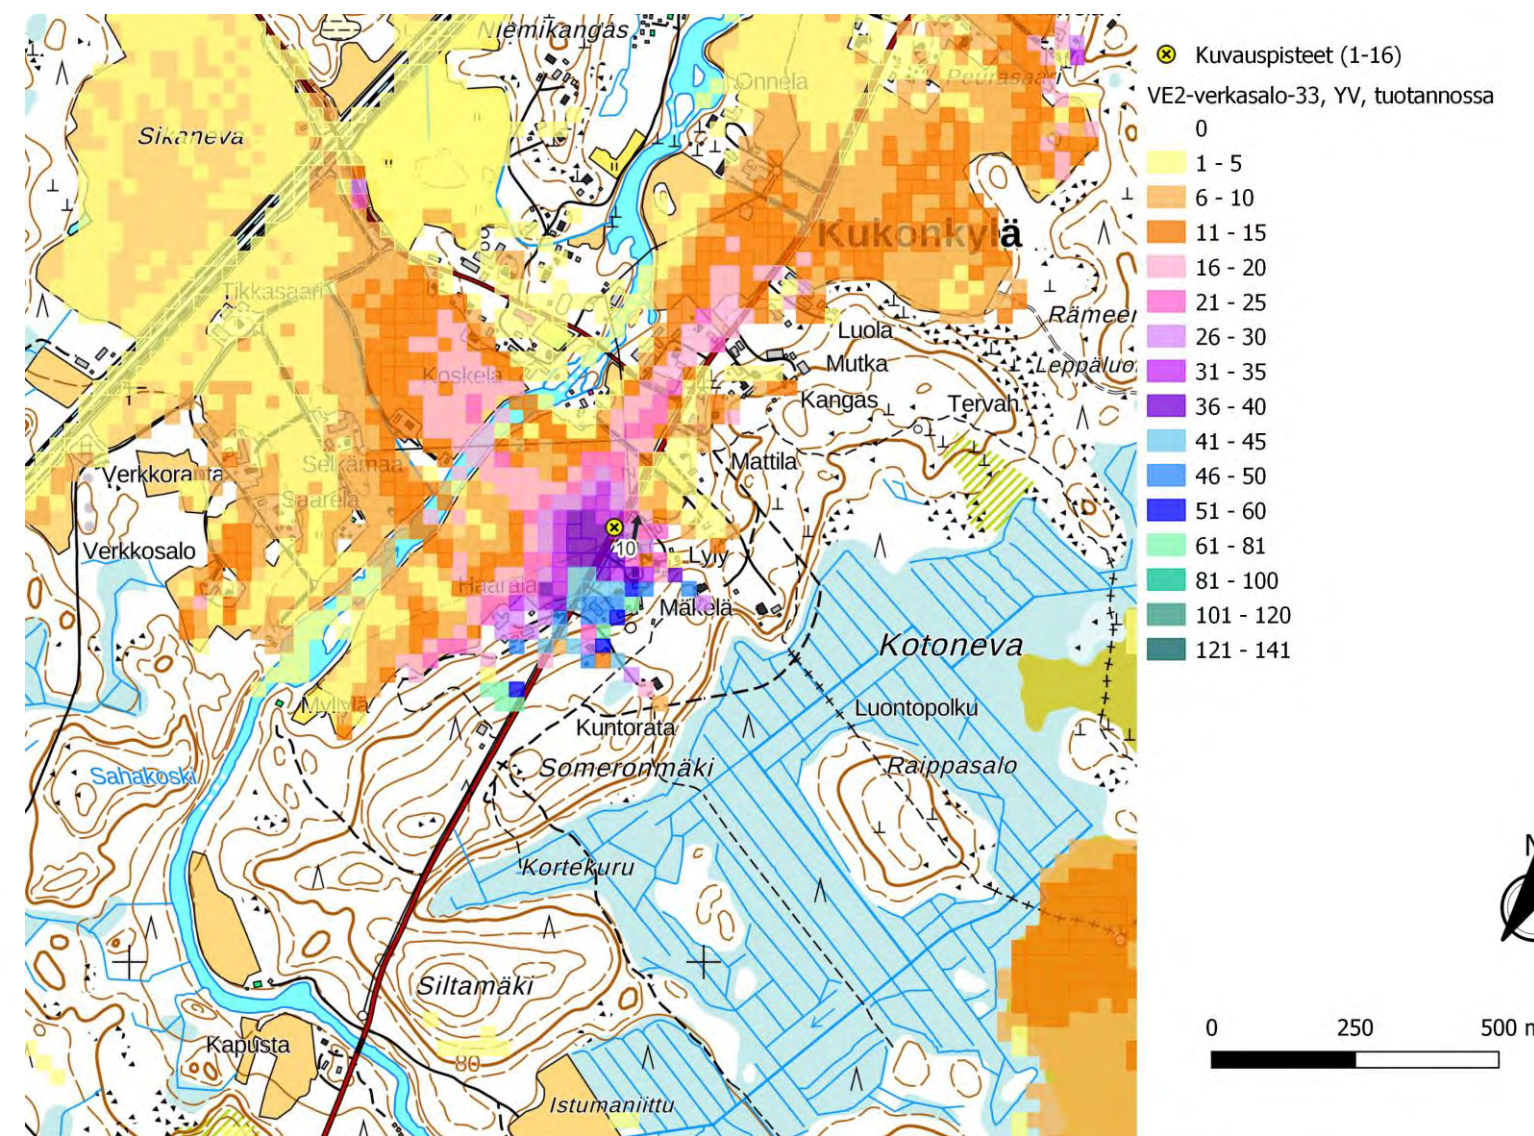 Niemikangas
Kuvauspisteet (1-16)
Onnela
Peurasaari
VE2-verkasalo-33, YV, tuotannossa
0
Sikaneva
1 - 5
6 - 10
Kukonkylä
11 - 15
16 - 20
Tikkasaari
21 - 25
Luola
26 - 30
Mutka
Koskela
31 - 35
Kangas
Tervah.
36 - 40
41 - 45
Verkkoranta
Selkämaa
Mattila
46 - 50
Saarela
51 - 60
10
Verkkosalo
Lyly
61 - 81
Haarala
81 - 100
Mäkelä
101 - 120
Kotoneva
121 - 141
Myllylä
Luontopolku
Kuntorata
Sahakoski
Someronmäki
Raippasalo
Kortekuru
N
Siltamäki
0 250 500 m
Kapusta
80
Istumaniittu